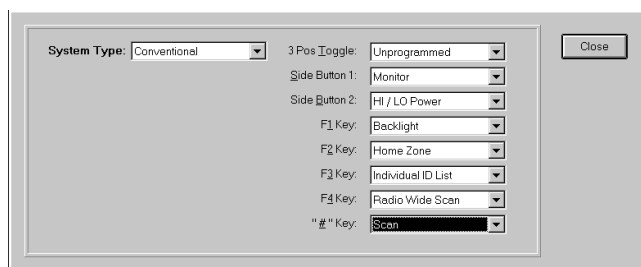 System Type: Conventional 3 Pos Toggle: Unprogrammed Close
Side Button 1: Monitor
Side Button 2: HI / LO Power
F1 Key: Backlight
F2 Key: Home Zone
F3 Key: Individual ID List
F4 Key: Radio Wide Scan
"#" Key: Scan